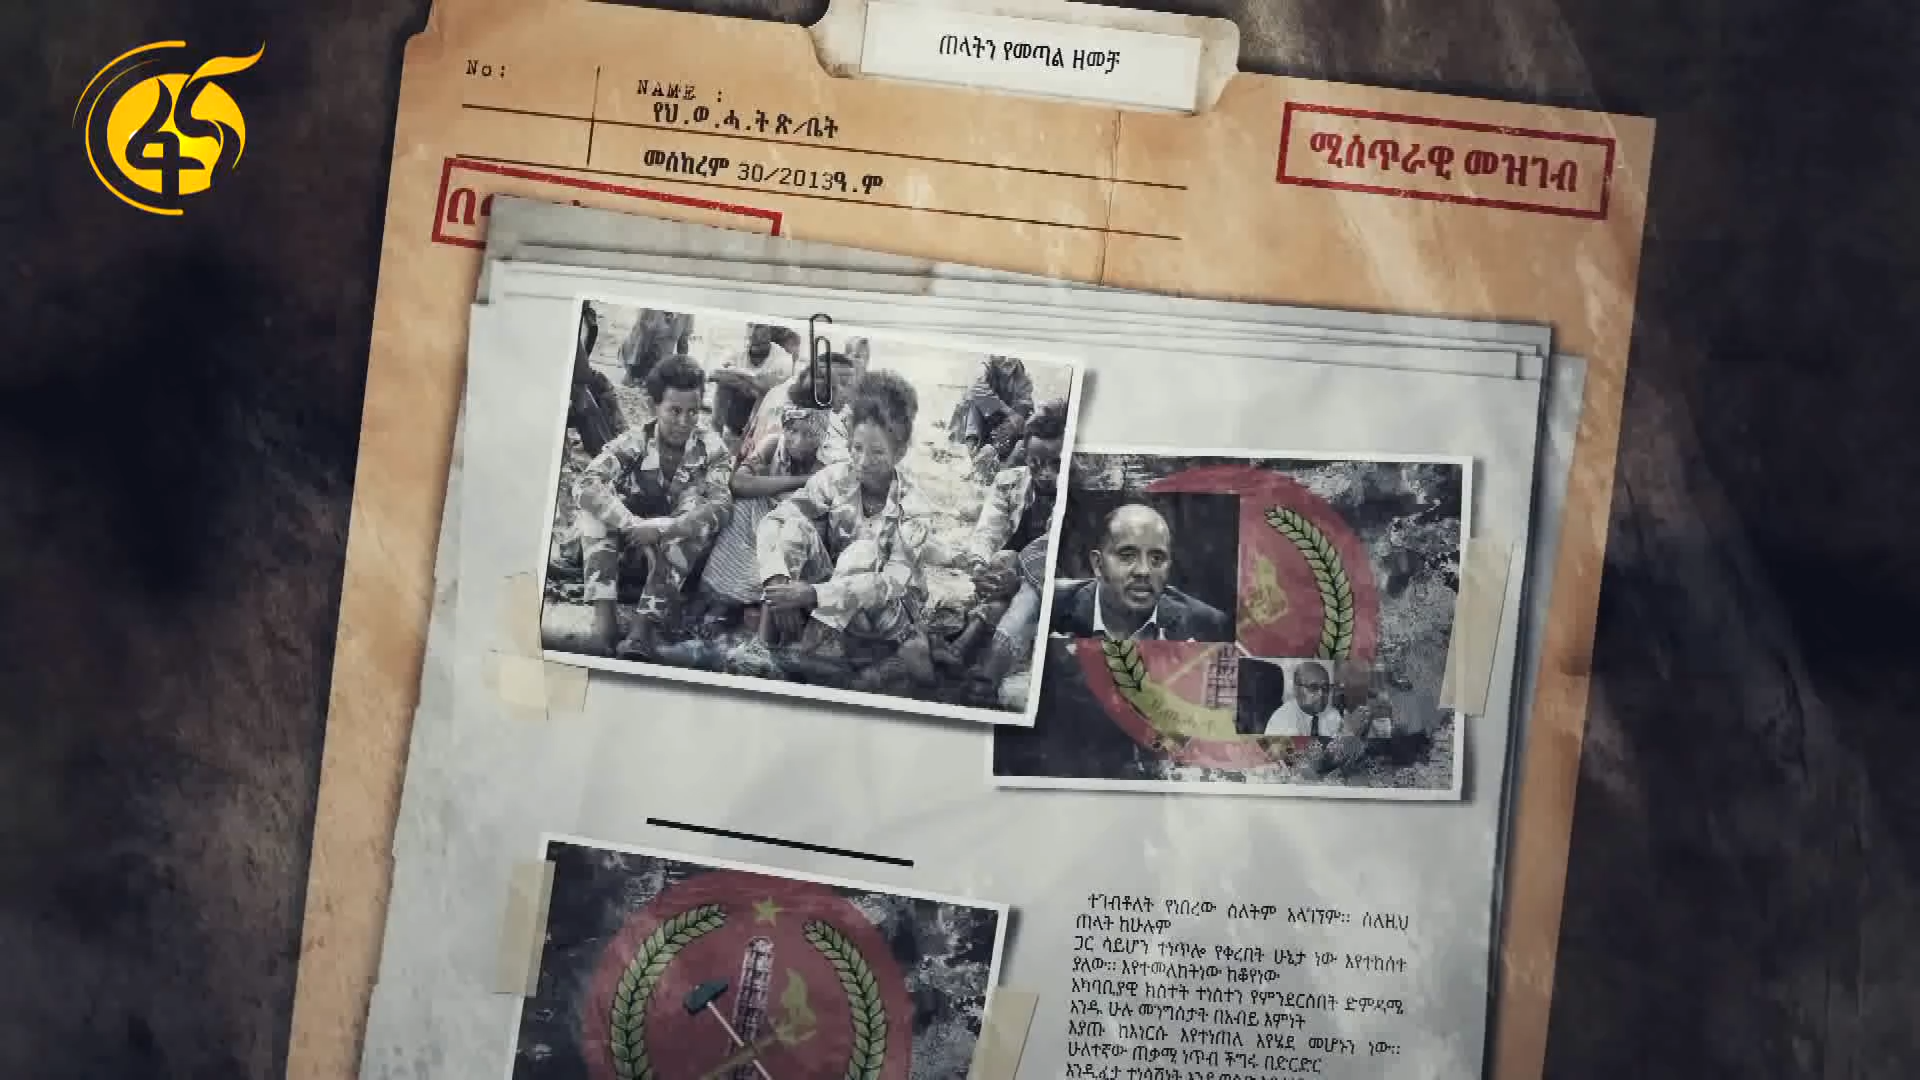 ጠላትን የመጣል ዘመቻ
No:
NAME :
የህ.ወ.ሓ.ት ጽ/ቤት
መስከረም 30/2013ዓ.ም
ሚስጥራዊ መዝገብ
ፋና
ተገብቶለት የነበረው ስለትም አላገኘም። ስለዚህ
ጠላት ከሁሉም
ጋር ሳይሆን ተነጥሎ የቀረበት ሁኔታ ነው እየተከሰተ
ያለው። እየተመለከትነው ከቆየነው
አካባቢያዊ ክስተት ተነስተን የምንደርስበት ድምዳሜ
አንዱ ሁሉ መንግስታት በአብይ እምነት
እያጡ ከእነርሱ እየተነጠለ እየሄደ መሆኑን ነው።
ሁለተኛው ጠቃሚ ነጥብ ችግሩ በድርድር